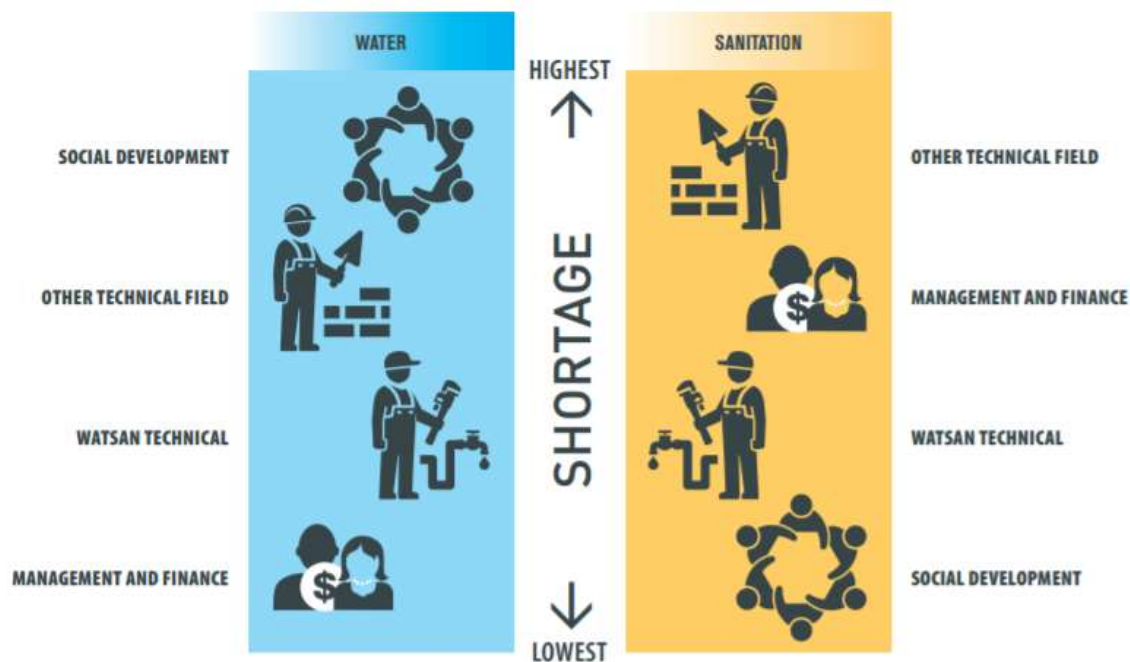 WATER
SANITATION
HIGHEST
SOCIAL DEVELOPMENT
OTHER TECHNICAL FIELD
OTHER TECHNICAL FIELD
$
MANAGEMENT AND FINANCE
SHORTAGE
WATSAN TECHNICAL
WATSAN TECHNICAL
MANAGEMENT AND FINANCE
$
SOCIAL DEVELOPMENT
LOWEST